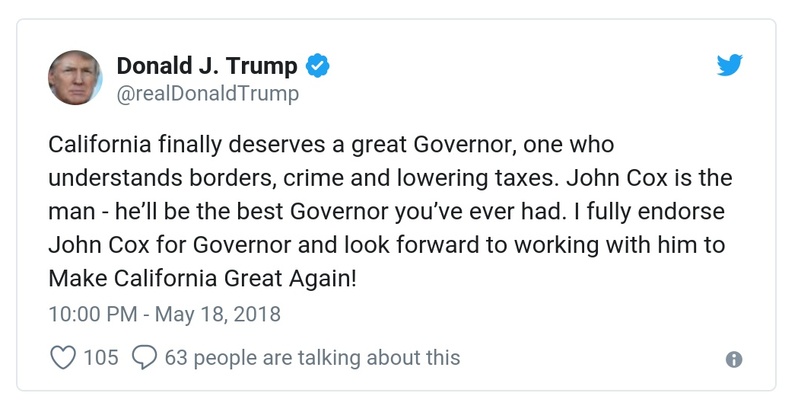 Donald J. Trump
@realDonaldTrump
California finally deserves a great Governor, one who
understands borders, crime and lowering taxes. John Cox is the
man - he’ll be the best Governor you’ve ever had. I fully endorse
John Cox for Governor and look forward to working with him to
Make California Great Again!
10:00 PM - May 18, 2018
105 63 people are talking about this